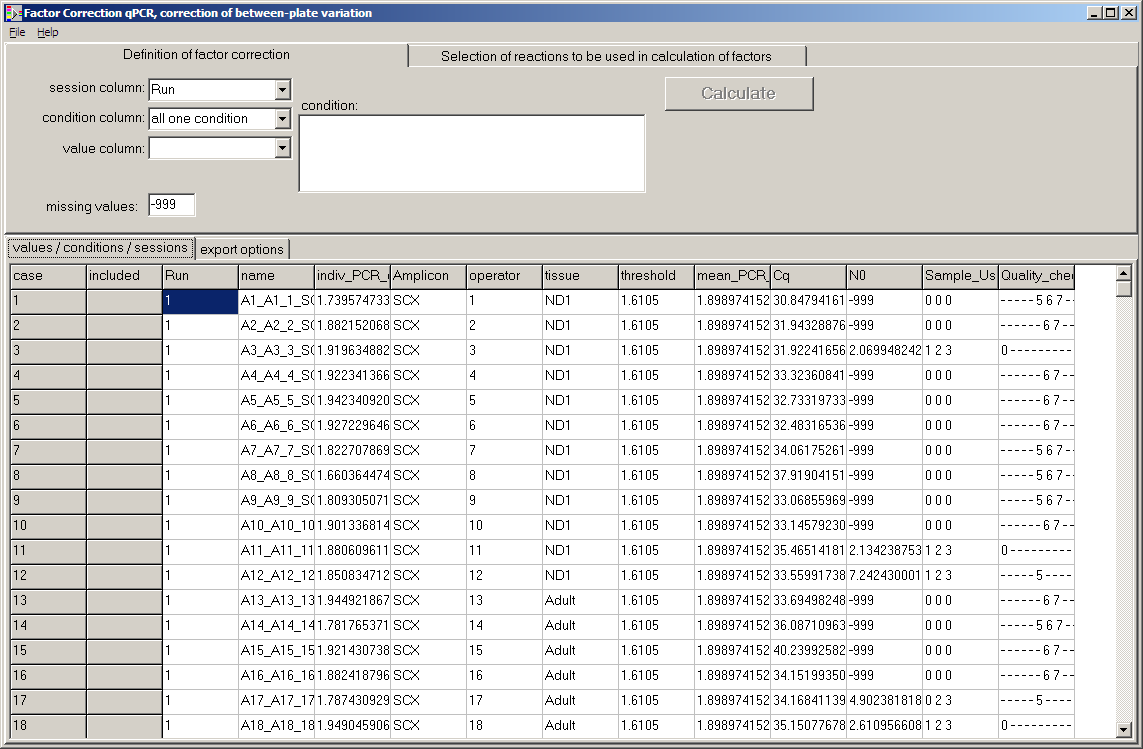 Factor Correction qPCR, correction of between-plate variation
File Help
Definition of factor correction
Selection of reactions to be used in calculation of factors
session column: Run
condition column: all one condition
value column:
missing values: -999
condition:
Calculate
values / conditions / sessions
export options
case included Run name indiv_PCR_ Amplicon operator tissue threshold mean_PCR_ Cq N0 Sample_Us Quality_che
1 1 A1_A1_1_S 1.739574733 SCX 1 ND1 1.6105 1.898974152 30.84794161 -999 0 0 0 -----5 6 7--
2 1 A2_A2_2_S 1.882152068 SCX 2 ND1 1.6105 1.898974152 31.94328876 -999 0 0 0 ------6 7--
3 1 A3_A3_3_S 1.919634882 SCX 3 ND1 1.6105 1.898974152 31.92241656 2.069948242 1 2 3 0---------
4 1 A4_A4_4_S 1.922341366 SCX 4 ND1 1.6105 1.898974152 33.32360841 -999 0 0 0 ------6 7--
5 1 A5_A5_5_S 1.942340920 SCX 5 ND1 1.6105 1.898974152 32.73319733 -999 0 0 0 ------6 7--
6 1 A6_A6_6_S 1.927229646 SCX 6 ND1 1.6105 1.898974152 32.48316536 -999 0 0 0 ------6 7--
7 1 A7_A7_7_S 1.822707869 SCX 7 ND1 1.6105 1.898974152 34.06175261 -999 0 0 0 -----5 6 7--
8 1 A8_A8_8_S 1.660364474 SCX 8 ND1 1.6105 1.898974152 37.91904151 -999 0 0 0 -----5 6 7--
9 1 A9_A9_9_S 1.809305071 SCX 9 ND1 1.6105 1.898974152 33.06855969 -999 0 0 0 -----5 6 7--
10 1 A10_A10_10 1.901336814 SCX 10 ND1 1.6105 1.898974152 33.14579230 -999 0 0 0 ------6 7--
11 1 A11_A11_11 1.880609611 SCX 11 ND1 1.6105 1.898974152 35.46514181 2.134238753 1 2 3 0---------
12 1 A12_A12_12 1.850834712 SCX 12 ND1 1.6105 1.898974152 33.55991738 7.242430001 1 2 3 -----5----
13 1 A13_A13_13 1.944921867 SCX 13 Adult 1.6105 1.898974152 33.69498248 -999 0 0 0 ------6 7--
14 1 A14_A14_14 1.781765371 SCX 14 Adult 1.6105 1.898974152 36.08710963 -999 0 0 0 -----5 6 7--
15 1 A15_A15_15 1.921430738 SCX 15 Adult 1.6105 1.898974152 40.23992582 -999 0 0 0 ------6 7--
16 1 A16_A16_16 1.882418796 SCX 16 Adult 1.6105 1.898974152 34.15199350 -999 0 0 0 ------6 7--
17 1 A17_A17_17 1.787430929 SCX 17 Adult 1.6105 1.898974152 34.16841139 4.902381818 0 2 3 -----5----
18 1 A18_A18_18 1.949045906 SCX 18 Adult 1.6105 1.898974152 35.15077678 2.610956608 1 2 3 0---------